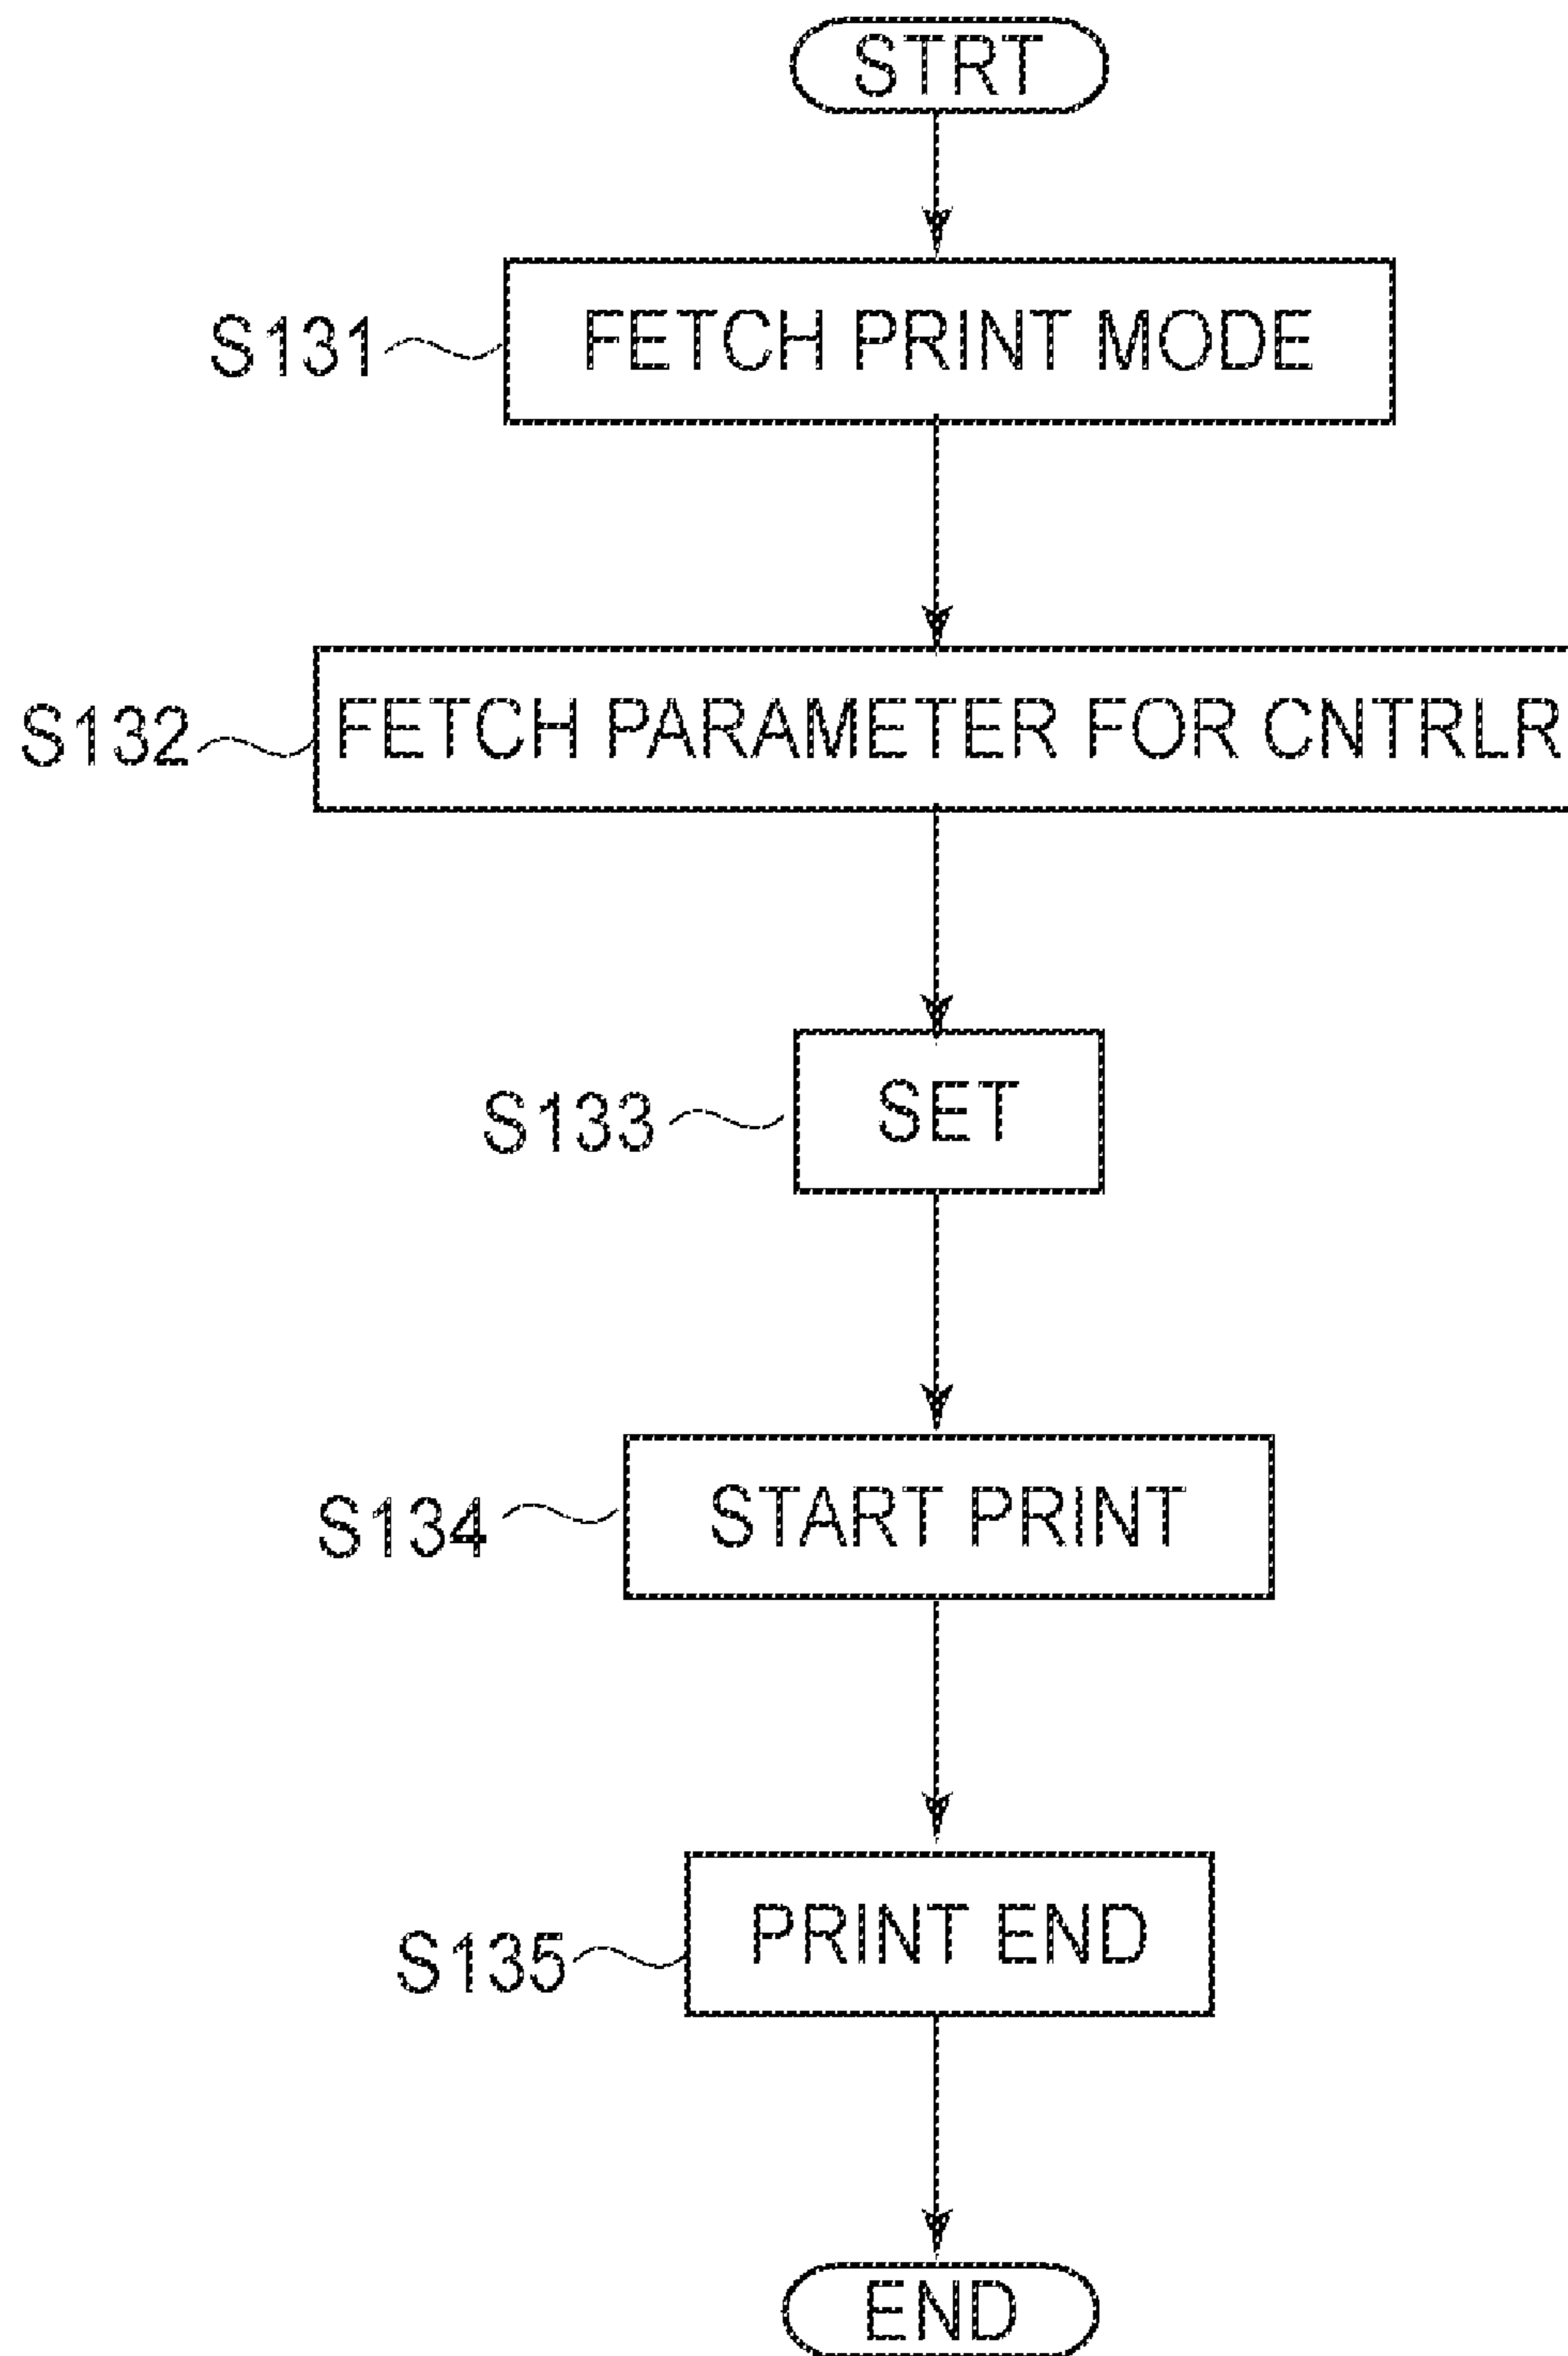 STRT
S131 FETCH PRINT MODE
S132 FETCH PARAMETER FOR CNTRLR
S133 SET
S134 START PRINT
S135 PRINT END
END